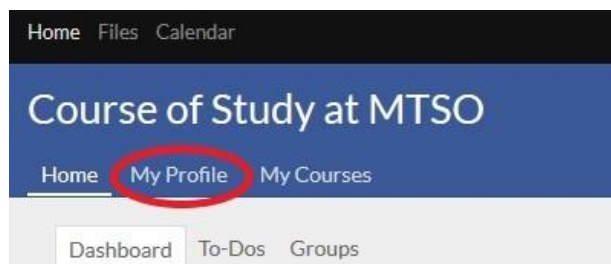 Home Files Calendar
Course of Study at MTSO
Home My Profile My Courses
Dashboard To-Dos Groups